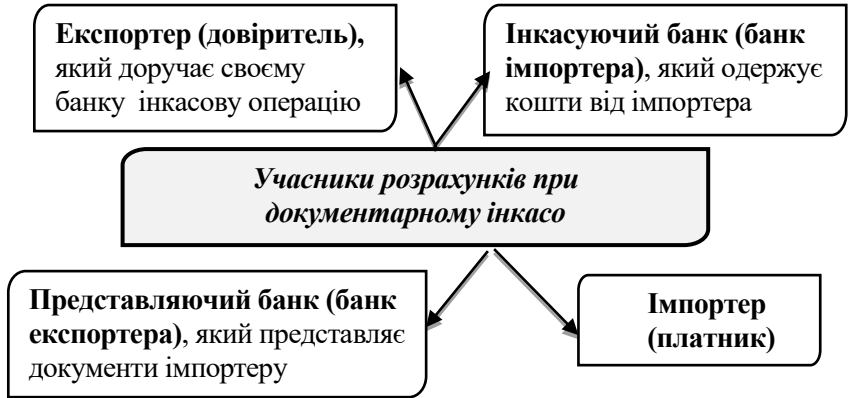 Експортер (довіритель),
який доручає своєму
банку інкасову операцію
Інкасуючий банк (банк
імпортера), який одержує
кошти від імпортера
Учасники розрахунків при
документарному інкасо
Представляючий банк (банк
експортера), який представляє
документи імпортеру
Імпортер
(платник)